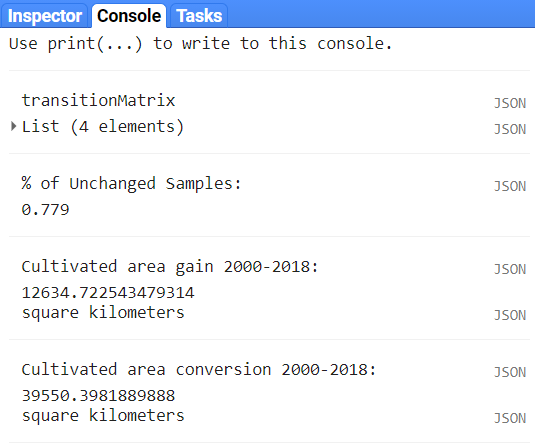 Inspector Console Tasks
Use print(...) to write to this console.
transitionMatrix JSON
List (4 elements) JSON
% of Unchanged Samples: JSON
0.779
Cultivated area gain 2000-2018: JSON
12634.722543479314
square kilometers JSON
Cultivated area conversion 2000-2018: JSON
39550.3981889888
square kilometers JSON